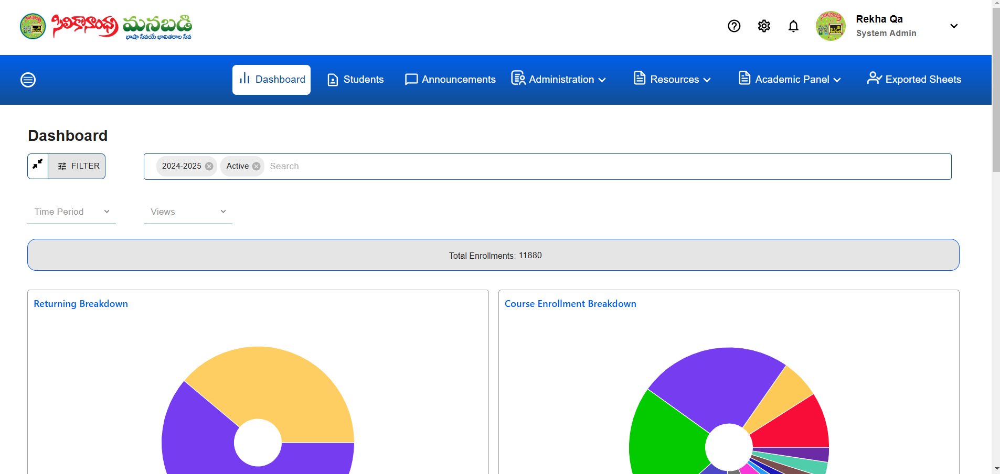 సిలికానాంధ్ర మనబడి
భాషా సేవయే భావితరాల సేవ
Rekha Qa
System Admin
Dashboard
Students
Announcements
Administration
Resources
Academic Panel
Exported Sheets
Dashboard
FILTER
2024-2025
Active
Search
Time Period
Views
Total Enrollments: 11880
Returning Breakdown
Course Enrollment Breakdown